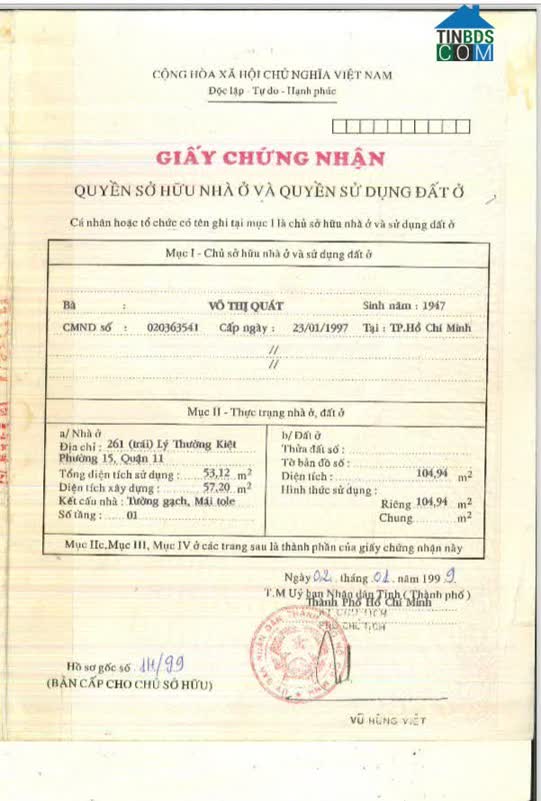 TINBDS
COM
CỘNG HÒA XÃ HỘI CHỦ NGHĨA VIỆT NAM
Độc lập - Tự do - Hạnh phúc
GIẤY CHỨNG NHẬN
QUYỀN SỞ HỮU NHÀ Ở VÀ QUYỀN SỬ DỤNG ĐẤT Ở
Cá nhân hoặc tổ chức có tên ghi tại mục I là chủ sở hữu nhà ở và sử dụng đất ở
Mục I - Chủ sở hữu nhà ở và sử dụng đất ở
Bà : VÕ THỊ QUÁT Sinh năm : 1947
CMND số : 020363541 Cấp ngày : 23/01/1997 Tại : TP.Hồ Chí Minh
//
//
Mục II - Thực trạng nhà ở, đất ở
a/ Nhà ở
Địa chỉ : 261 (trái) Lý Thường Kiệt
Phường 15, Quận 11
Tổng diện tích sử dụng : 53,12 m2
Diện tích xây dựng : 57,20 m2
Kết cấu nhà : Tường gạch, Mái tole
Số tầng : 01
b/ Đất ở
Thửa đất số :
Tờ bản đồ số :
Diện tích : 104,94 m2
Hình thức sử dụng :
Riêng 104,94 m2
Chung m2
Mục IIc, Mục III, Mục IV ở các trang sau là thành phần của giấy chứng nhận này
Ngày 02 tháng 01 năm 1999
T.M Uỷ ban Nhân dân Tỉnh ( Thành phố )
Thành Phố Hồ Chí Minh
PHÓ CHỦ TỊCH
Hồ sơ gốc số
(BẢN CẤP CHO CHỦ SỞ HỮU)
VŨ HÙNG VIỆT